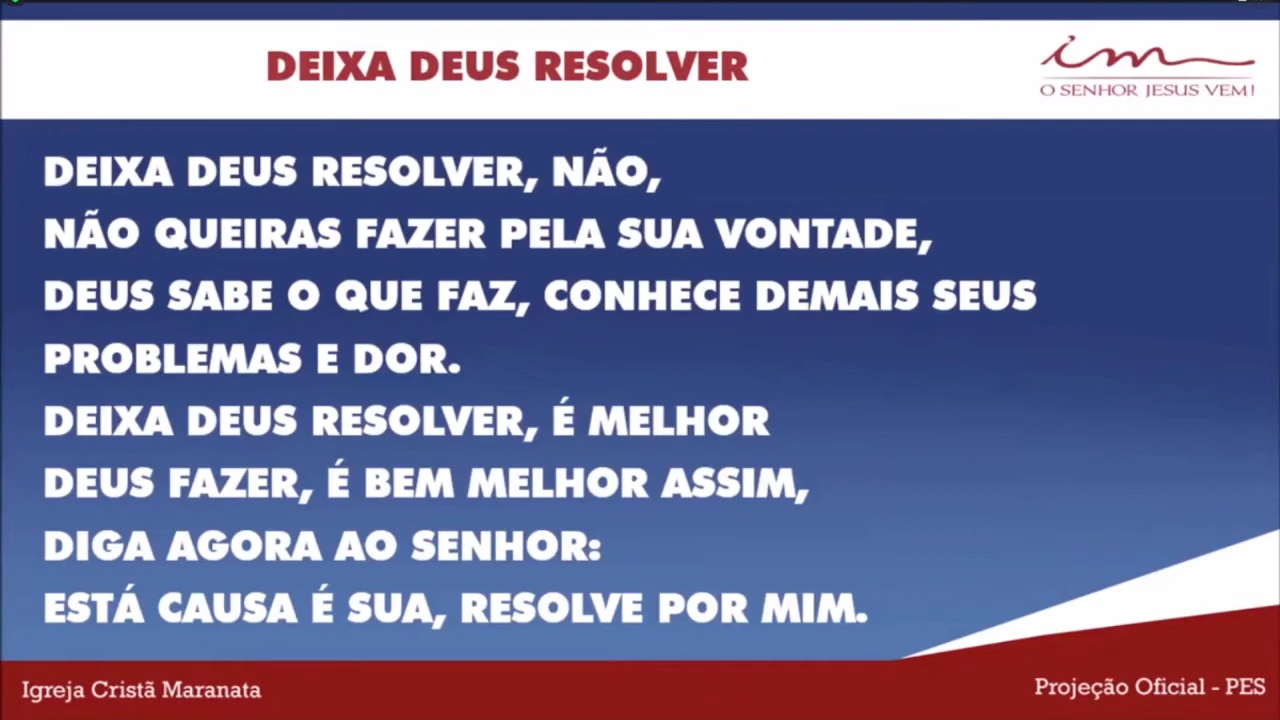 DEIXA DEUS RESOLVER
im
O SENHOR JESUS VEM!
DEIXA DEUS RESOLVER, NÃO,
NÃO QUEIRAS FAZER PELA SUA VONTADE,
DEUS SABE O QUE FAZ, CONHECE DEMAIS SEUS
PROBLEMAS E DOR.
DEIXA DEUS RESOLVER, É MELHOR
DEUS FAZER, É BEM MELHOR ASSIM,
DIGA AGORA AO SENHOR:
ESTÁ CAUSA É SUA, RESOLVE POR MIM.
Igreja Cristã Maranata
Projeção Oficial - PES